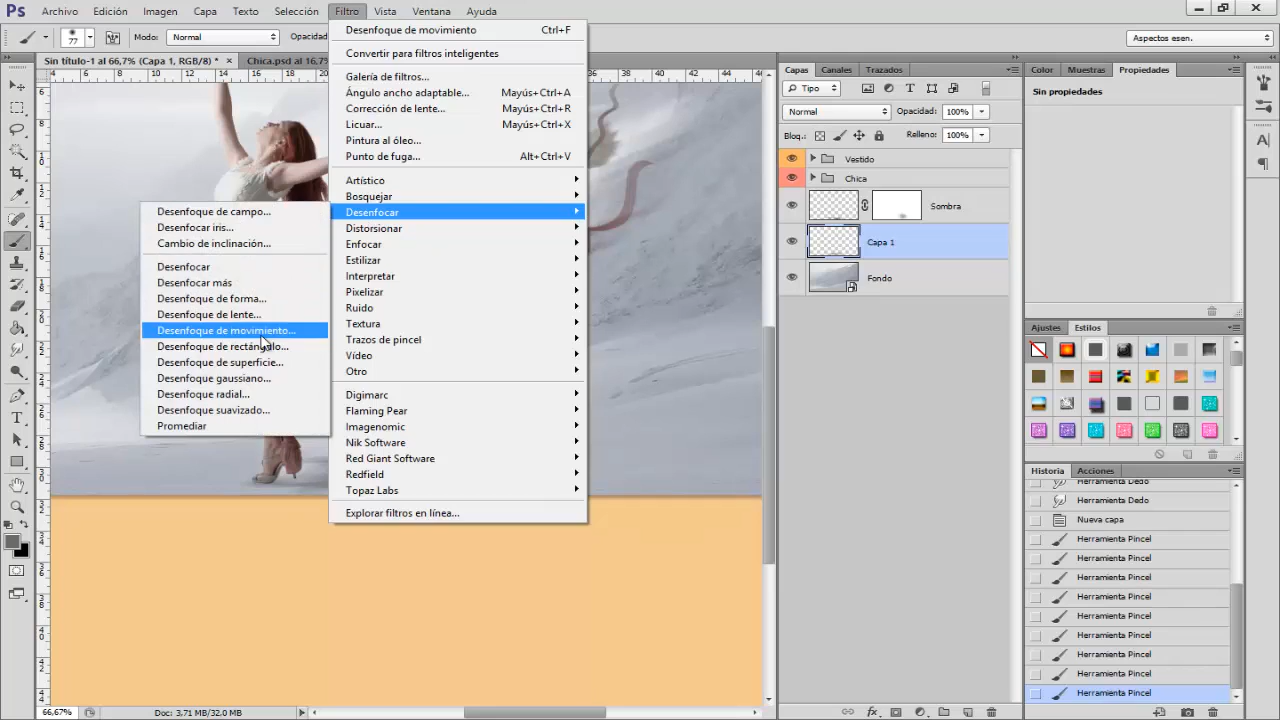 Ps Archivo Edición Imagen Capa Texto Selección Filtro Vista Ventana Ayuda
77 Modo: Normal Opacidad
Aspectos esen.
Sin título-1 al 66,7% (Capa 1, RGB/8) * × Chica.psd al 16,7
Desenfoque de movimiento Ctrl+F
Convertir para filtros inteligentes
Galería de filtros...
Ángulo ancho adaptable... Mayús+Ctrl+A
Corrección de lente... Mayús+Ctrl+R
Licuar... Mayús+Ctrl+X
Pintura al óleo...
Punto de fuga... Alt+Ctrl+V
Artístico
Bosquejar
Desenfocar
Distorsionar
Enfocar
Estilizar
Interpretar
Pixelizar
Ruido
Textura
Trazos de pincel
Vídeo
Otro
Digimarc
Flaming Pear
Imagenomic
Nik Software
Red Giant Software
Redfield
Topaz Labs
Explorar filtros en línea...
Desenfoque de campo...
Desenfocar iris...
Cambio de inclinación...
Desenfocar
Desenfocar más
Desenfoque de forma...
Desenfoque de lente...
Desenfoque de movimiento...
Desenfoque de rectángulo...
Desenfoque de superficie...
Desenfoque gaussiano...
Desenfoque radial...
Desenfoque suavizado...
Promediar
Capas Canales Trazados
Tipo
Normal Opacidad: 100%
Bloq.: Relleno: 100%
Vestido
Chica
Sombra
Capa 1
Fondo
Color Muestras Propiedades
Sin propiedades
Ajustes Estilos
Historia Acciones
Herramienta Dedo
Herramienta Dedo
Nueva capa
Herramienta Pincel
Herramienta Pincel
Herramienta Pincel
Herramienta Pincel
Herramienta Pincel
Herramienta Pincel
Herramienta Pincel
Herramienta Pincel
Herramienta Pincel
66,67% Doc: 3,71 MB/32,0 MB